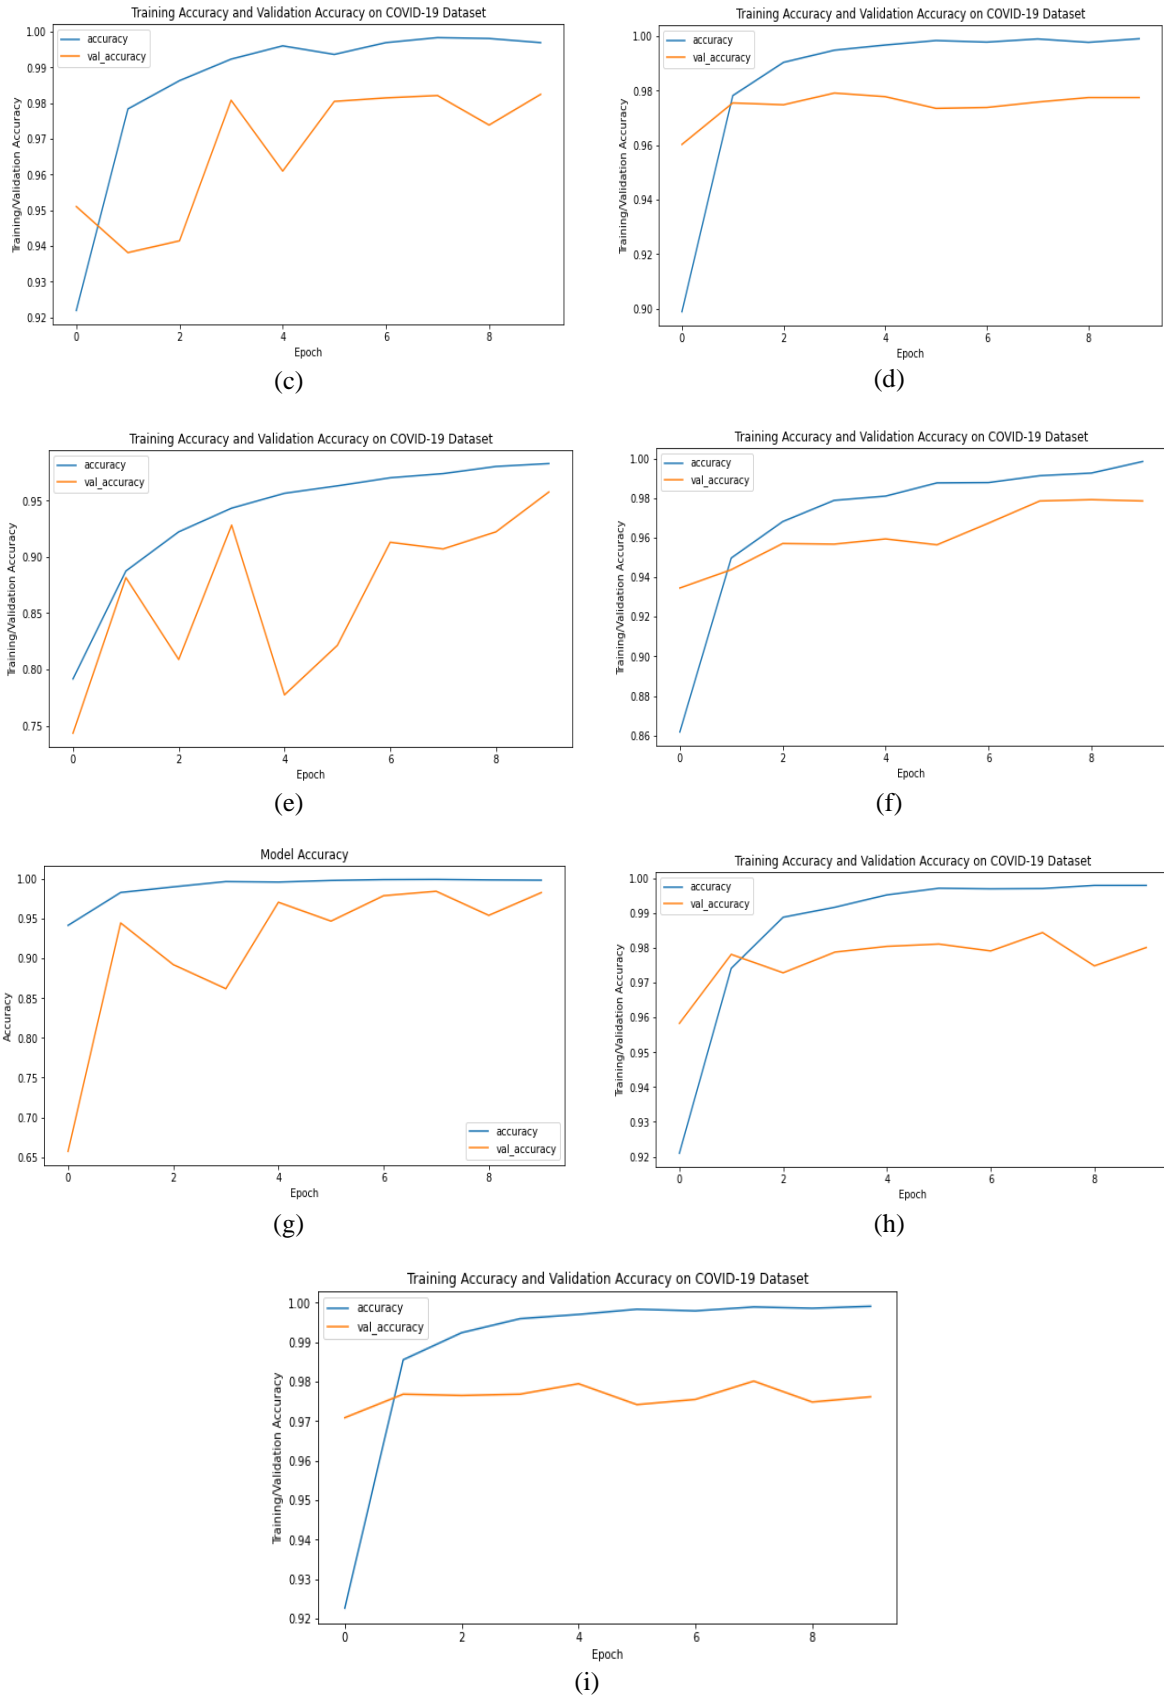 Training Accuracy and Validation Accuracy on COVID-19 Dataset
accuracy
val_accuracy
Training/Validation Accuracy
1.00
0.99
0.98
0.97
0.96
0.95
0.94
0.93
0.92
0 2 4 6 8
Epoch
(c)
Training Accuracy and Validation Accuracy on COVID-19 Dataset
accuracy
val_accuracy
Training/Validation Accuracy
1.00
0.98
0.96
0.94
0.92
0.90
0 2 4 6 8
Epoch
(d)
Training Accuracy and Validation Accuracy on COVID-19 Dataset
accuracy
val_accuracy
Training/Validation Accuracy
0.95
0.90
0.85
0.80
0.75
0 2 4 6 8
Epoch
(e)
Training Accuracy and Validation Accuracy on COVID-19 Dataset
accuracy
val_accuracy
Training/Validation Accuracy
1.00
0.98
0.96
0.94
0.92
0.90
0.88
0.86
0 2 4 6 8
Epoch
(f)
Model Accuracy
Accuracy
1.00
0.95
0.90
0.85
0.80
0.75
0.70
0.65
accuracy
val_accuracy
0 2 4 6 8
Epoch
(g)
Training Accuracy and Validation Accuracy on COVID-19 Dataset
accuracy
val_accuracy
Training/Validation Accuracy
1.00
0.99
0.98
0.97
0.96
0.95
0.94
0.93
0.92
0 2 4 6 8
Epoch
(h)
Training Accuracy and Validation Accuracy on COVID-19 Dataset
accuracy
val_accuracy
Training/Validation Accuracy
1.00
0.99
0.98
0.97
0.96
0.95
0.94
0.93
0.92
0 2 4 6 8
Epoch
(i)